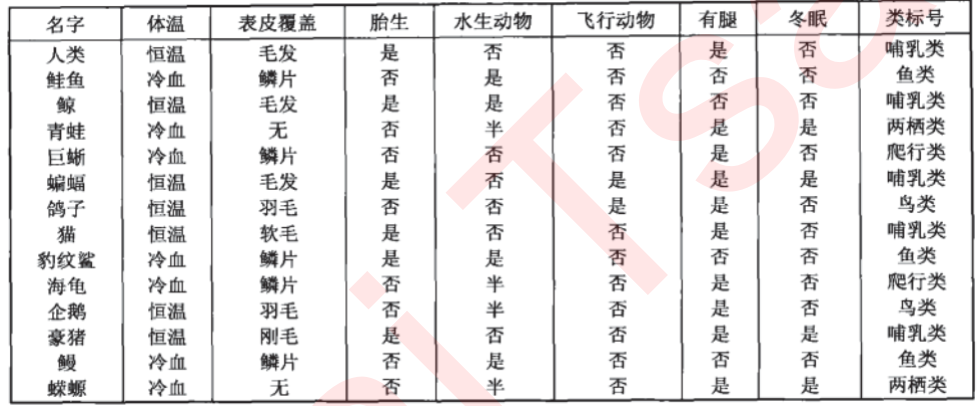 名字 体温 表皮覆盖 胎生 水生动物 飞行动物 有腿 冬眠 类标号
人类 恒温 毛发 是 否 否 是 否 哺乳类
鲑鱼 冷血 鳞片 否 是 否 否 否 鱼类
鲸 恒温 毛发 是 是 否 否 否 哺乳类
青蛙 冷血 无 否 半 否 是 是 两栖类
巨蜥 冷血 鳞片 否 否 否 是 否 爬行类
蝙蝠 恒温 毛发 是 否 是 是 是 哺乳类
鸽子 恒温 羽毛 否 否 是 是 否 鸟类
猫 恒温 软毛 是 否 否 是 否 哺乳类
豹纹鲨 冷血 鳞片 是 是 否 否 否 鱼类
海龟 冷血 鳞片 否 半 否 是 否 爬行类
企鹅 恒温 羽毛 否 半 否 是 否 鸟类
豪猪 恒温 刚毛 是 否 否 是 是 哺乳类
鳗 冷血 鳞片 否 是 否 否 否 鱼类
蝾螈 冷血 无 否 半 否 是 是 两栖类